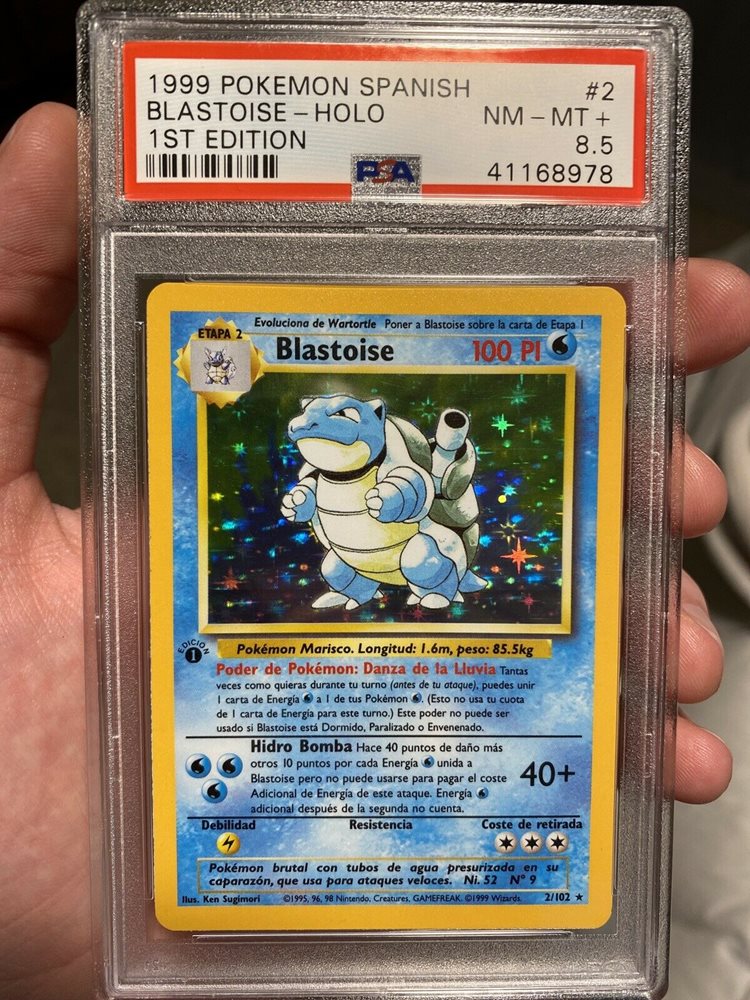 1999 POKEMON SPANISH #2
BLASTOISE – HOLO NM – MT +
1ST EDITION 8.5
PSA 41168978
Evoluciona de Wartortle Poner a Blastoise sobre la carta de Etapa 1
ETAPA 2
Blastoise 100 PI
EDICIÓN
1
Pokémon Marisco. Longitud: 1.6m, peso: 85.5kg
Poder de Pokémon: Danza de la Lluvia Tantas
veces como quieras durante tu turno (antes de tu ataque), puedes unir
1 carta de Energía a 1 de tus Pokémon. (Esto no usa tu cuota
de 1 carta de Energía para este turno.) Este poder no puede ser
usado si Blastoise está Dormido, Paralizado o Envenenado.
Hidro Bomba Hace 40 puntos de daño más
otros 10 puntos por cada Energía unida a
Blastoise pero no puede usarse para pagar el coste
Adicional de Energía de este ataque. Energía
adicional después de la segunda no cuenta.
40+
Debilidad Resistencia Coste de retirada
Pokémon brutal con tubos de agua presurizada en su
caparazón, que usa para ataques veloces. Ni. 52 Nº 9
Ilus. Ken Sugimori ©1995, 96, 98 Nintendo, Creatures, GAMEFREAK. ©1999 Wizards. 2/102 ★